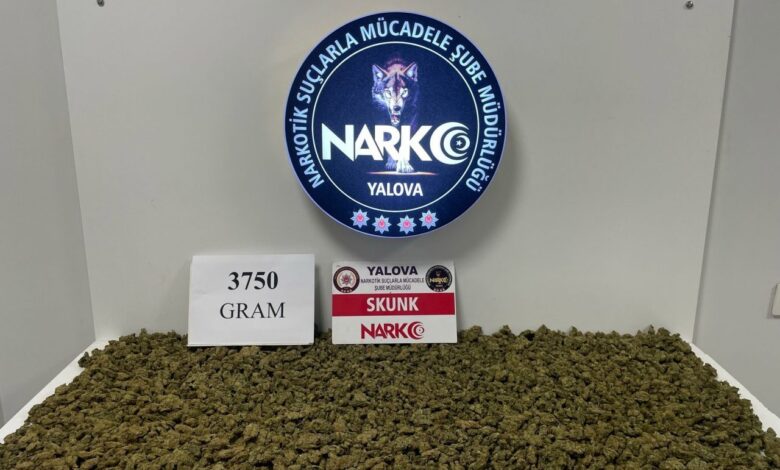 NARKOTİK SUÇLARLA MÜCADELE ŞUBE MÜDÜRLÜĞÜ
NARKO
YALOVA
3750
GRAM
YALOVA
NARKOTİK SUÇLARLA MÜCADELE
ŞUBE MÜDÜRLÜĞÜ
SKUNK
NARKO